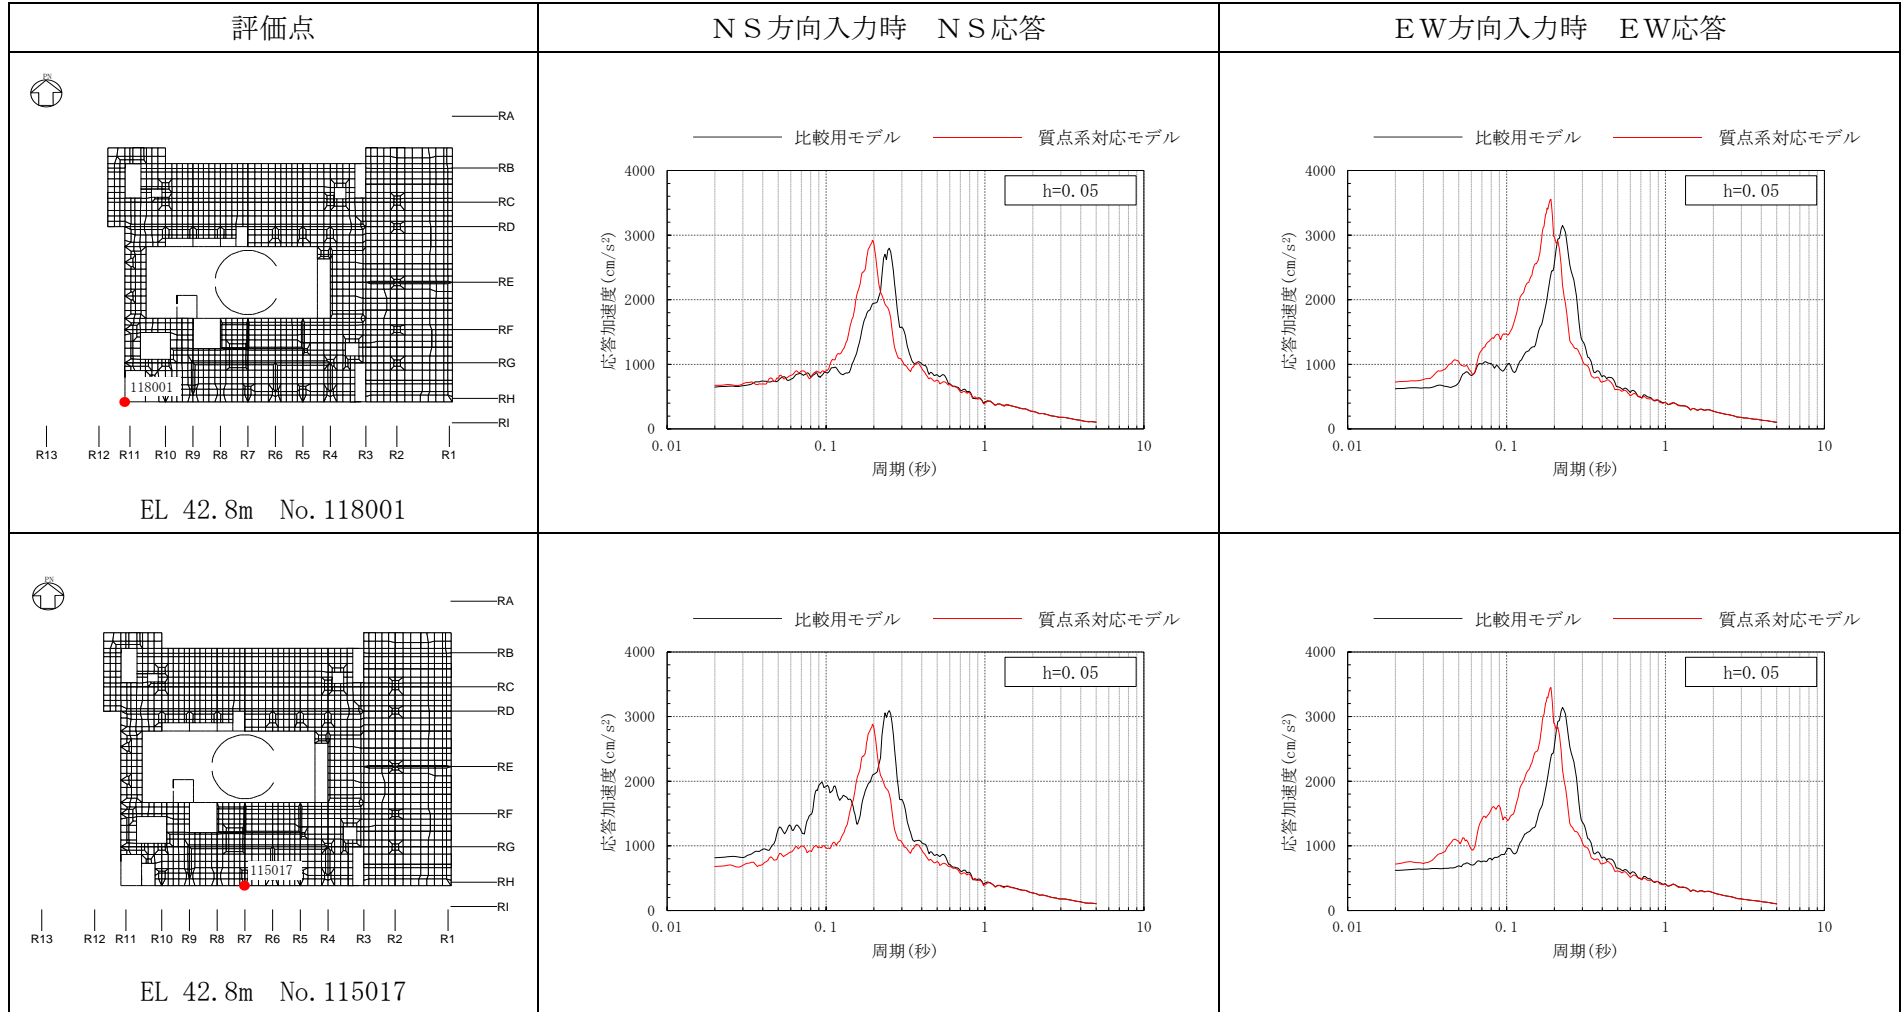 評価点
ＮＳ方向入力時　ＮＳ応答
ＥＷ方向入力時　ＥＷ応答
PN
RA
RB
RC
RD
RE
RF
RG
RH
RI
118001
R13 R12 R11 R10 R9 R8 R7 R6 R5 R4 R3 R2 R1
EL 42.8m　No.118001
比較用モデル　質点系対応モデル
h=0.05
応答加速度(cm/s²)
4000
3000
2000
1000
0
0.01 0.1 1 10
周期(秒)
比較用モデル　質点系対応モデル
h=0.05
応答加速度(cm/s²)
4000
3000
2000
1000
0
0.01 0.1 1 10
周期(秒)
PN
RA
RB
RC
RD
RE
RF
RG
RH
RI
115017
R13 R12 R11 R10 R9 R8 R7 R6 R5 R4 R3 R2 R1
EL 42.8m　No.115017
比較用モデル　質点系対応モデル
h=0.05
応答加速度(cm/s²)
4000
3000
2000
1000
0
0.01 0.1 1 10
周期(秒)
比較用モデル　質点系対応モデル
h=0.05
応答加速度(cm/s²)
4000
3000
2000
1000
0
0.01 0.1 1 10
周期(秒)